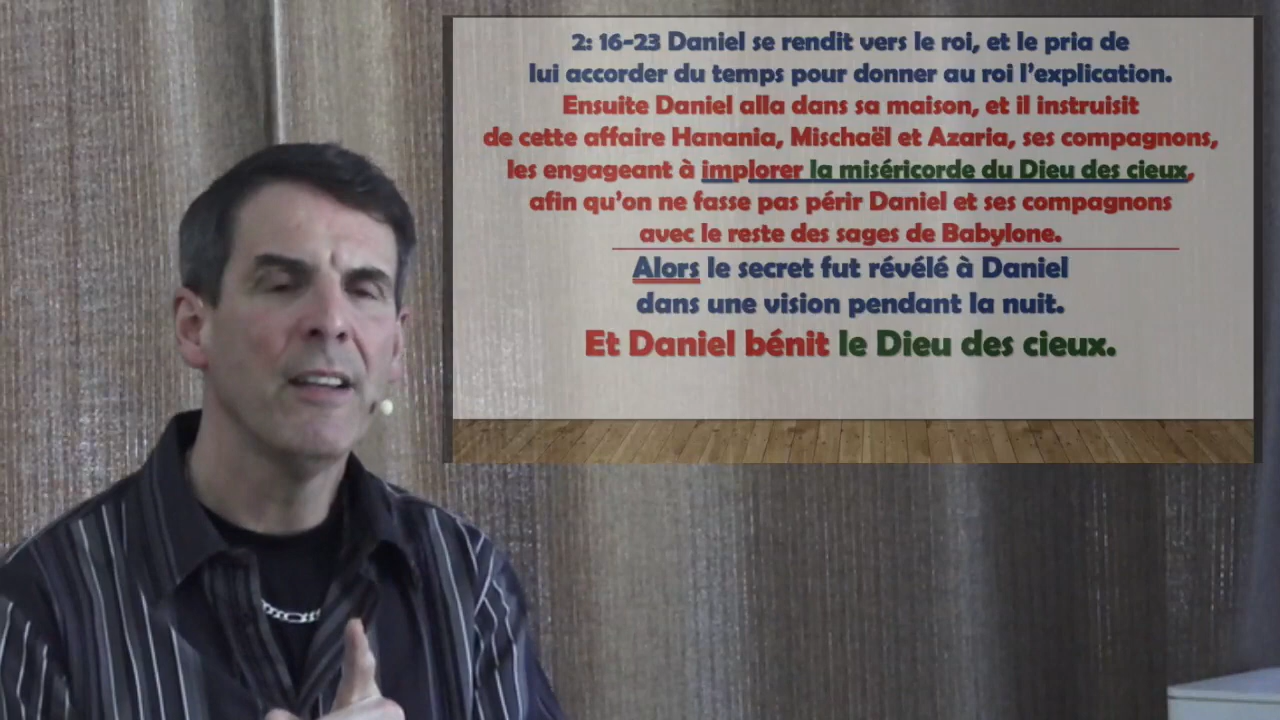 2: 16-23 Daniel se rendit vers le roi, et le pria de
lui accorder du temps pour donner au roi l'explication.
Ensuite Daniel alla dans sa maison, et il instruisit
de cette affaire Hanania, Mischaël et Azaria, ses compagnons,
les engageant à implorer la miséricorde du Dieu des cieux,
afin qu'on ne fasse pas périr Daniel et ses compagnons
avec le reste des sages de Babylone.
Alors le secret fut révélé à Daniel
dans une vision pendant la nuit.
Et Daniel bénit le Dieu des cieux.